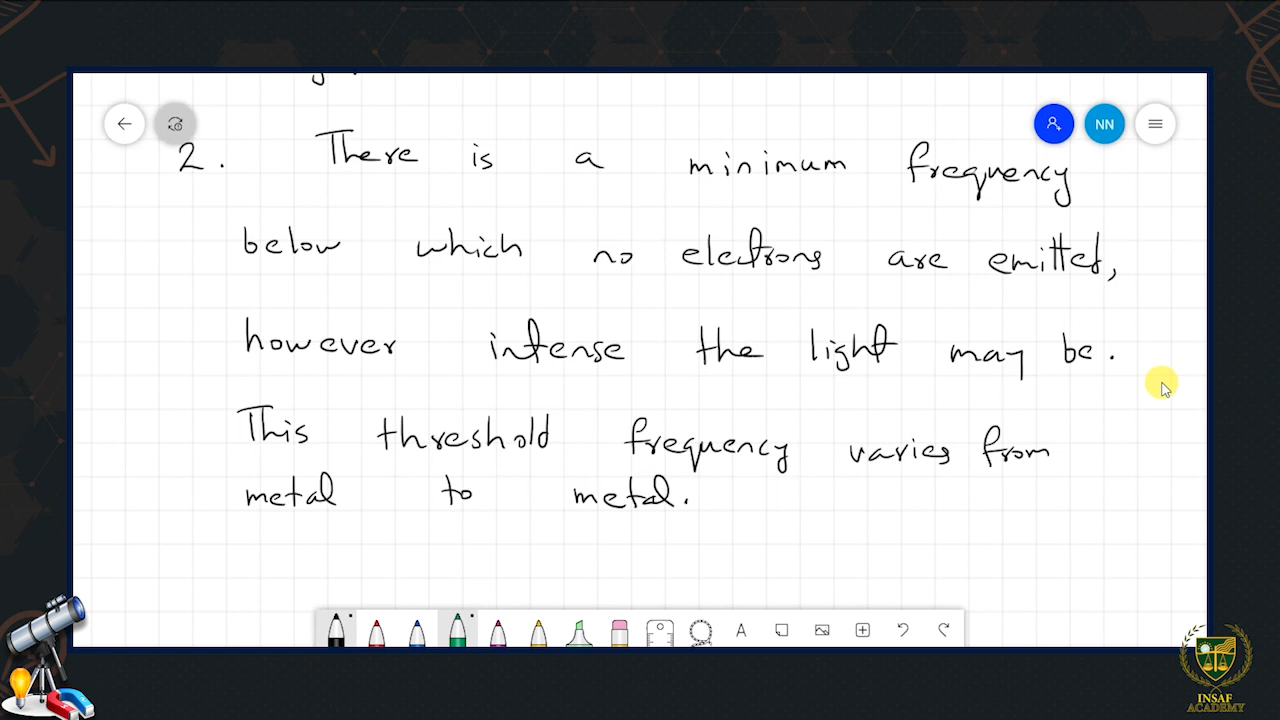 NN
2. There is a minimum frequency
below which no electrons are emitted,
however intense the light may be.
This threshold frequency varies from
metal to metal.
A
INSAF
ACADEMY